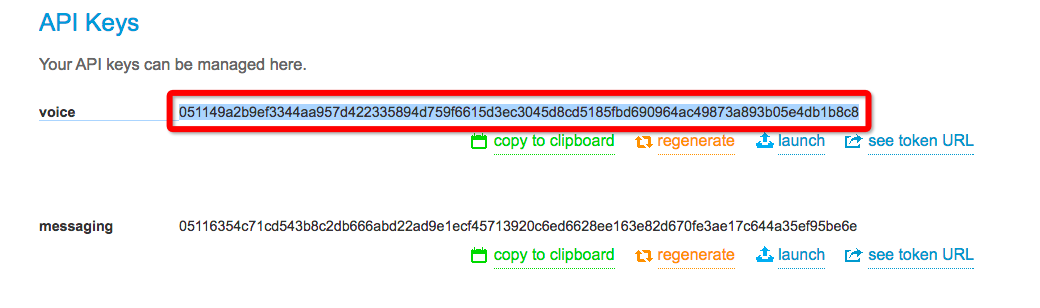 API Keys
Your API keys can be managed here.
voice 051149a2b9ef3344aa957d422335894d759f6615d3ec3045d8cd5185fbd690964ac49873a893b05e4db1b8c8
copy to clipboard regenerate launch see token URL
messaging 05116354c71cd543b8c2db666abd22ad9e1ecf45713920c6ed6628ee163e82d670fe3ae17c644a35ef95be6e
copy to clipboard regenerate launch see token URL